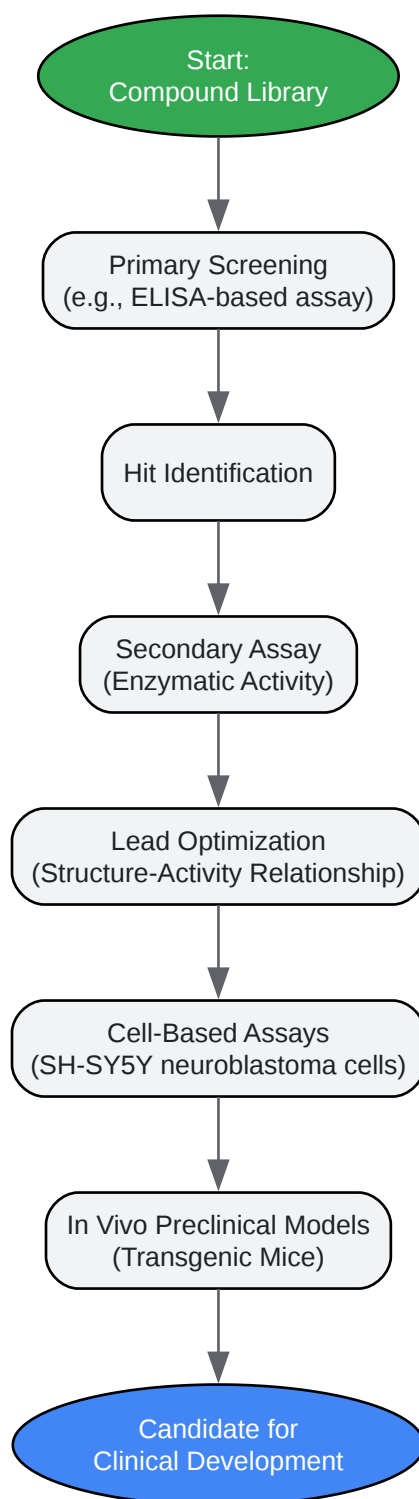 Start:
Compound Library
Primary Screening
(e.g., ELISA-based assay)
Hit Identification
Secondary Assay
(Enzymatic Activity)
Lead Optimization
(Structure-Activity Relationship)
Cell-Based Assays
(SH-SY5Y neuroblastoma cells)
In Vivo Preclinical Models
(Transgenic Mice)
Candidate for
Clinical Development